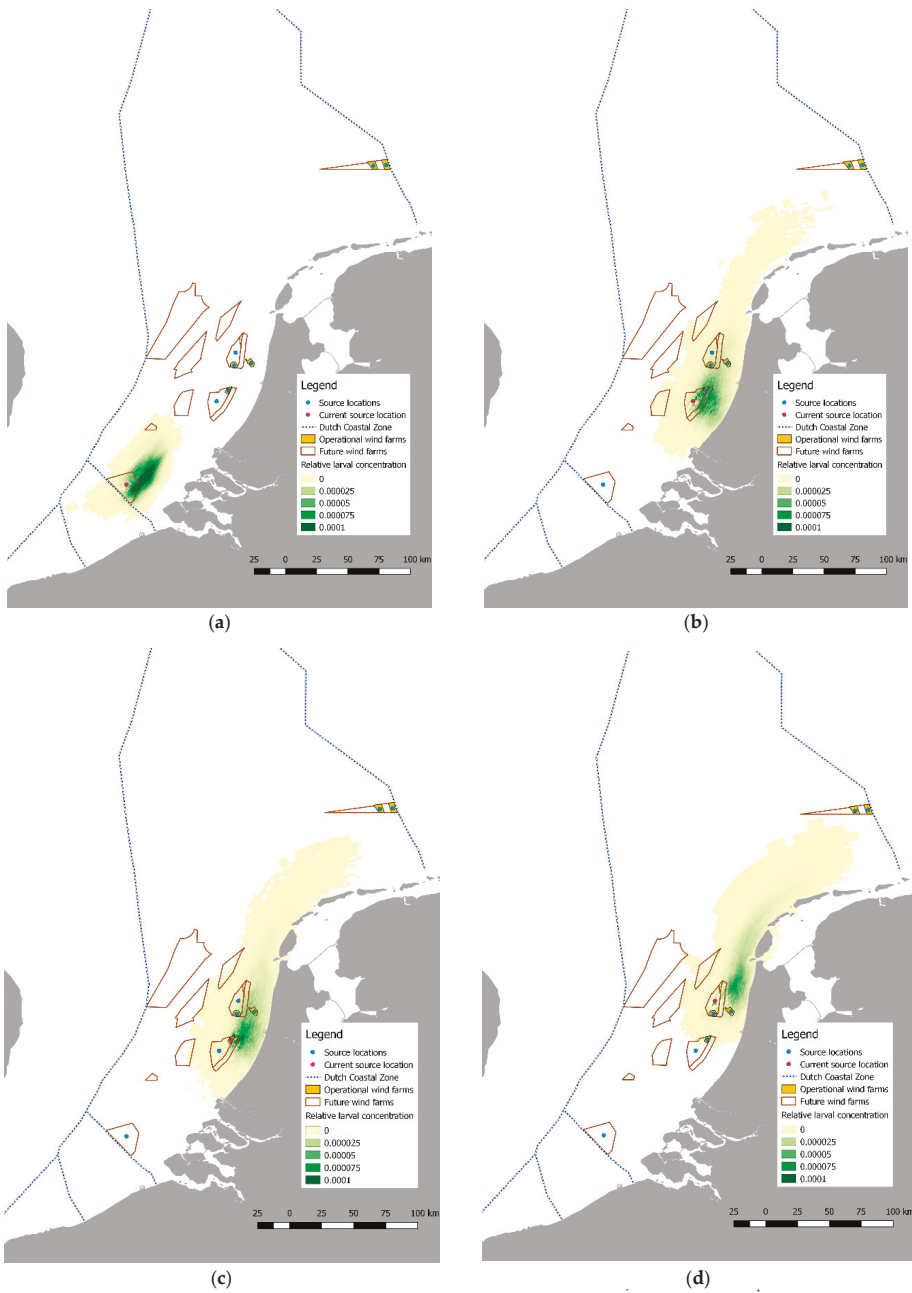 Legend
Source locations
Current source location
Dutch Coastal Zone
Operational wind farms
Future wind farms
Relative larval concentration
0
0.000025
0.00005
0.000075
0.0001
25 0 25 50 75 100 km
(a)
Legend
Source locations
Current source location
Dutch Coastal Zone
Operational wind farms
Future wind farms
Relative larval concentration
0
0.000025
0.00005
0.000075
0.0001
25 0 25 50 75 100 km
(b)
Legend
Source locations
Current source location
Dutch Coastal Zone
Operational wind farms
Future wind farms
Relative larval concentration
0
0.000025
0.00005
0.000075
0.0001
25 0 25 50 75 100 km
(c)
Legend
Source locations
Current source location
Dutch Coastal Zone
Operational wind farms
Future wind farms
Relative larval concentration
0
0.000025
0.00005
0.000075
0.0001
25 0 25 50 75 100 km
(d)